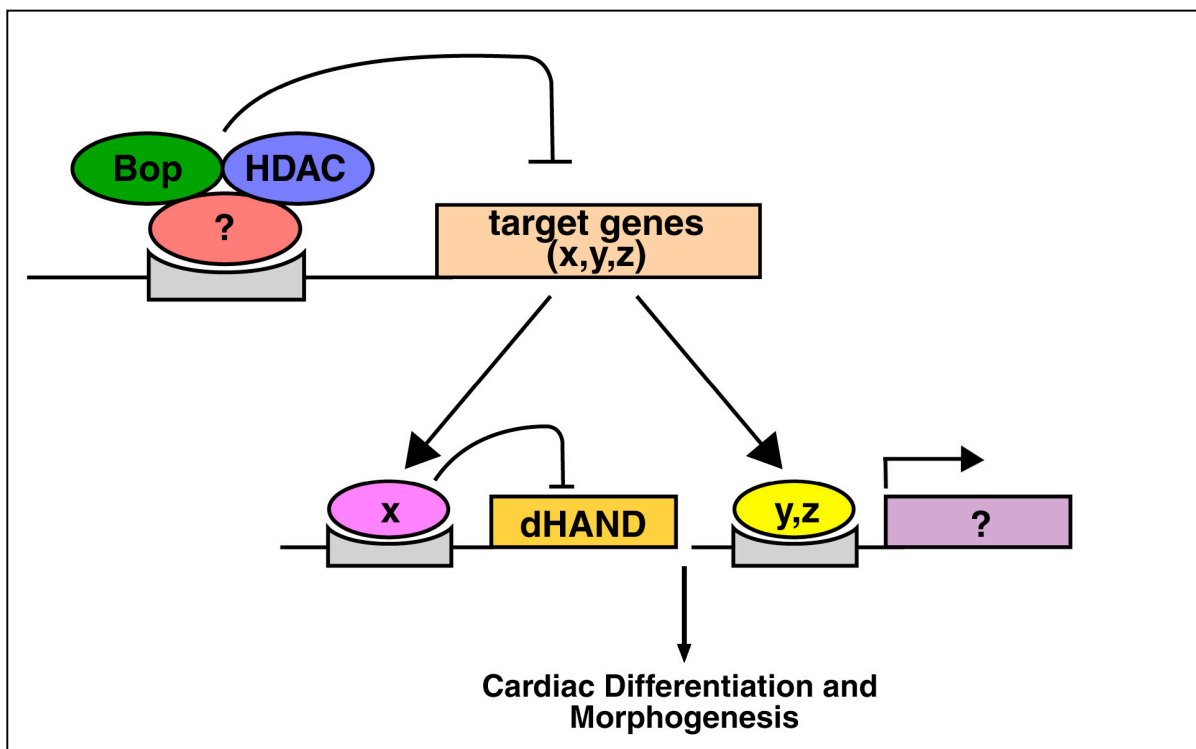 Bop
HDAC
?
target genes
(x,y,z)
x
dHAND
y,z
?
Cardiac Differentiation and
Morphogenesis